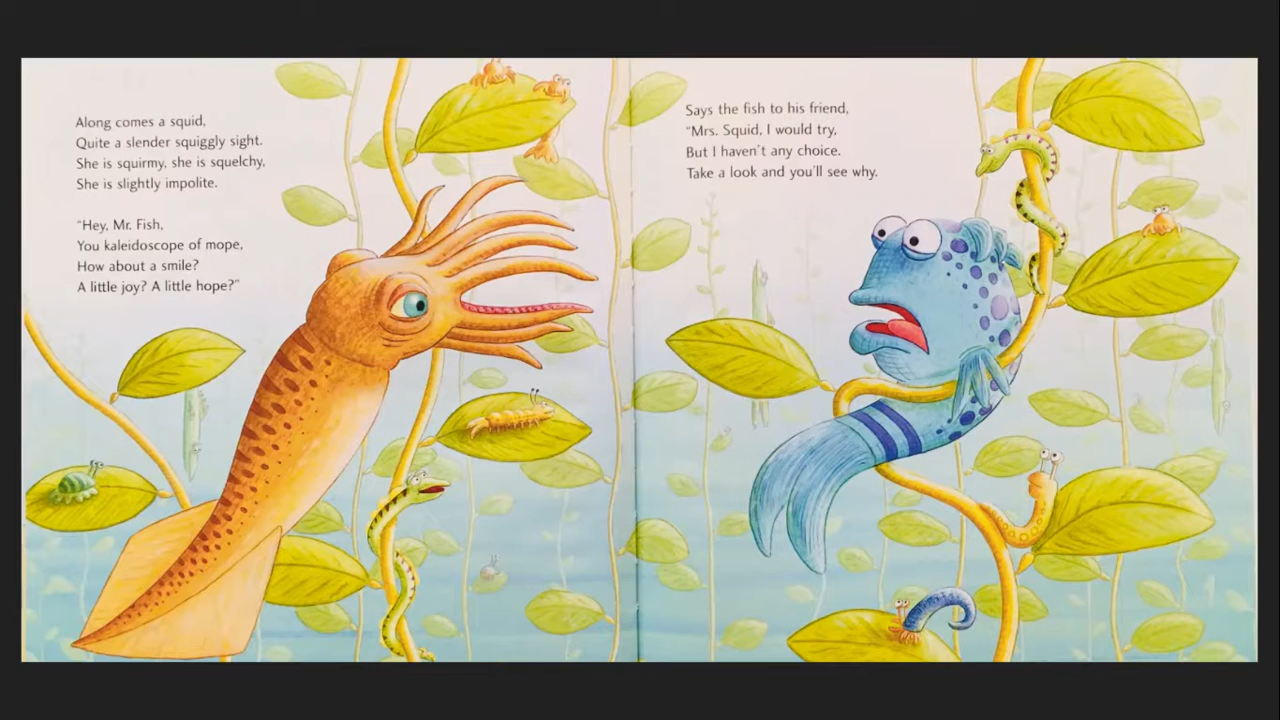 Along comes a squid,
Quite a slender squiggly sight.
She is squirmy, she is squelchy,
She is slightly impolite.
“Hey, Mr. Fish,
You kaleidoscope of mope,
How about a smile?
A little joy? A little hope?”
Says the fish to his friend,
“Mrs. Squid, I would try,
But I haven’t any choice.
Take a look and you’ll see why.